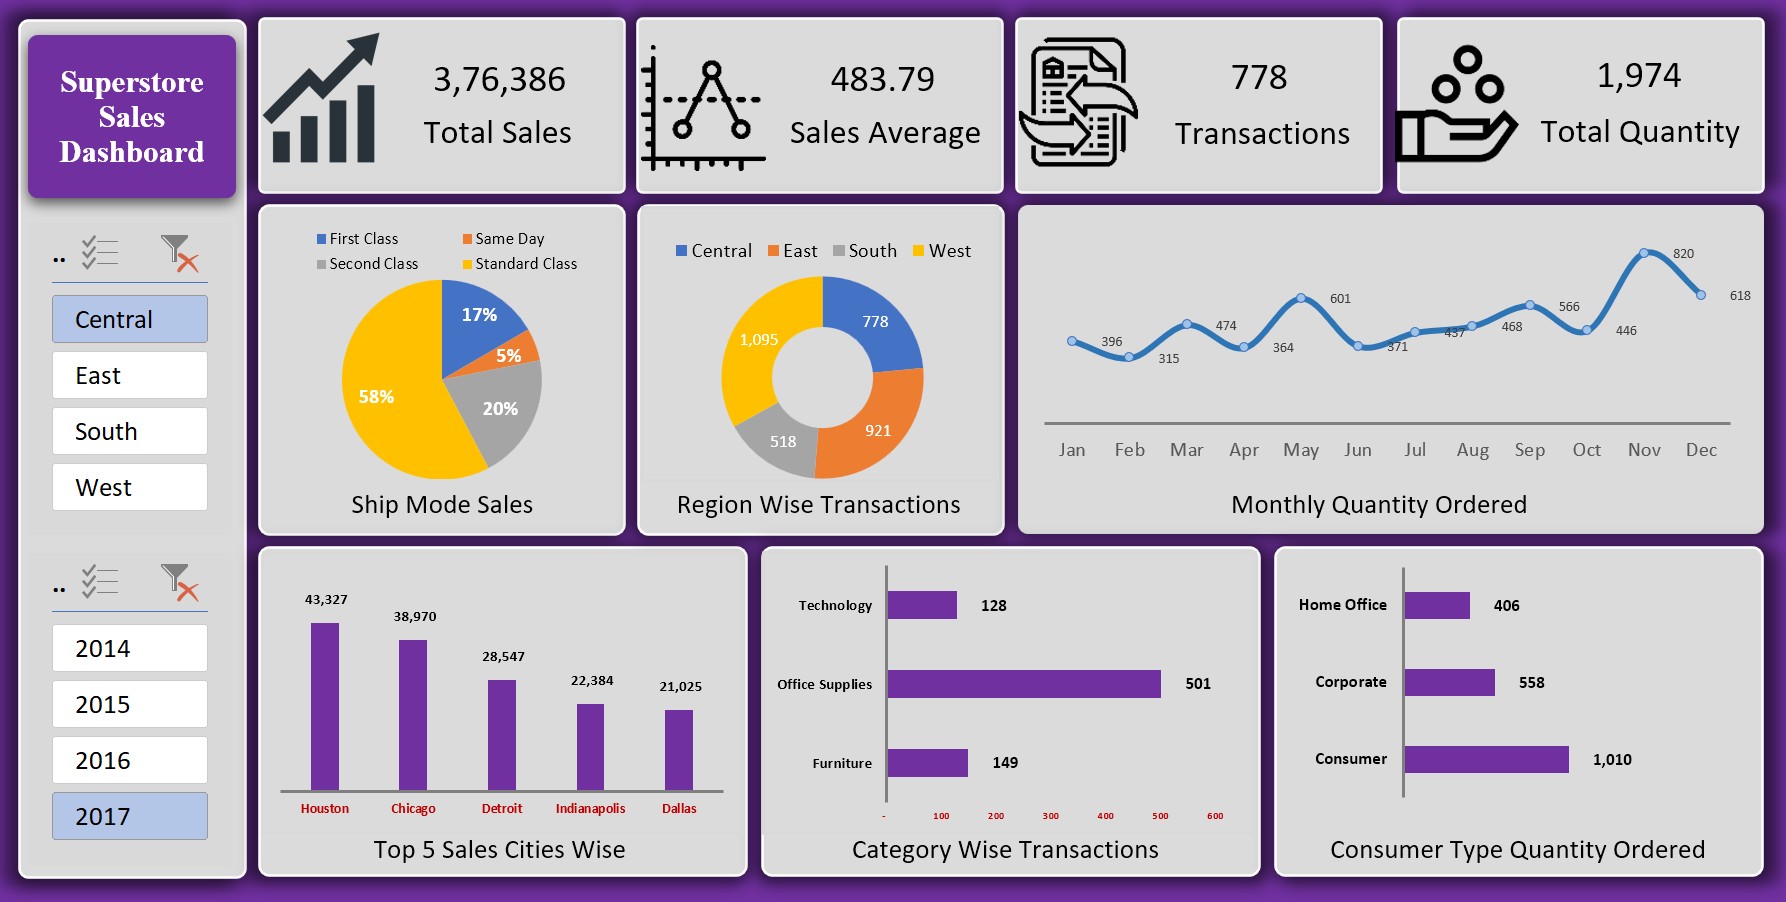 Superstore
Sales
Dashboard
3,76,386
Total Sales
483.79
Sales Average
778
Transactions
1,974
Total Quantity
..
Central
East
South
West
..
2014
2015
2016
2017
First Class
Same Day
Second Class
Standard Class
17%
5%
58%
20%
Ship Mode Sales
Central East South West
778
1,095
921
518
Region Wise Transactions
396
315
474
364
601
371
437
468
566
446
820
618
Jan Feb Mar Apr May Jun Jul Aug Sep Oct Nov Dec
Monthly Quantity Ordered
43,327
38,970
28,547
22,384
21,025
Houston Chicago Detroit Indianapolis Dallas
Top 5 Sales Cities Wise
Technology 128
Office Supplies 501
Furniture 149
- 100 200 300 400 500 600
Category Wise Transactions
Home Office 406
Corporate 558
Consumer 1,010
Consumer Type Quantity Ordered